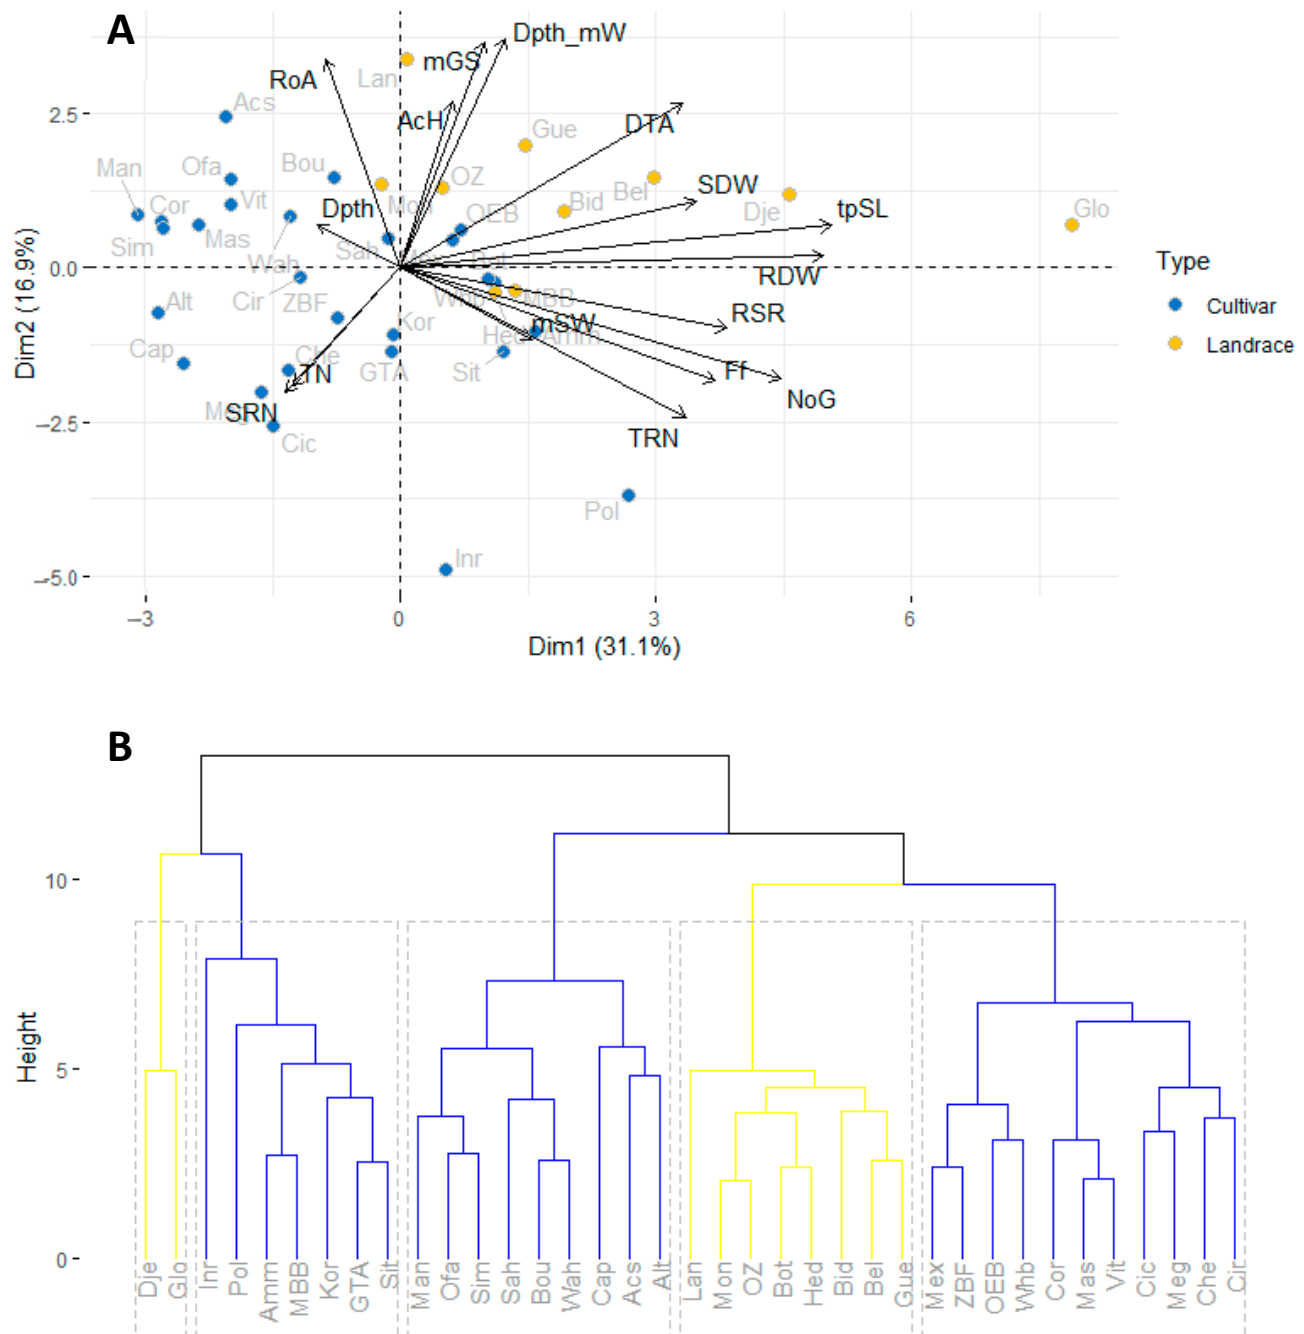 A
Dpth_mW
mGS
RoA
Lan
Acs
AcH
DTA
Gue
2.5
Man
Ofa
Bou
OZ
SDW
Cor
Vit
Dpth
Mon
OEB
Bid
Bel
Dje
tpSL
Glo
Sim
Mas
Sah
Wah
0.0
RDW
Type
Alt
Cir
ZBF
Whb
MBB
RSR
Cultivar
Kor
mSW
Hed
Amm
Landrace
Cap
Che
GTA
Sit
Ff
TN
NoG
SRN
−2.5
Cic
TRN
Pol
Inr
−5.0
Dim2 (16.9%)
−3
0
3
6
Dim1 (31.1%)
B
10
5
0
Height
Dje
Glo
Inr
Pol
Amm
MBB
Kor
GTA
Sit
Man
Ofa
Sim
Sah
Bou
Wah
Cap
Acs
Alt
Lan
Mon
OZ
Bot
Hed
Bid
Bel
Gue
Mex
ZBF
OEB
Whb
Cor
Mas
Vit
Cic
Meg
Che
Cir